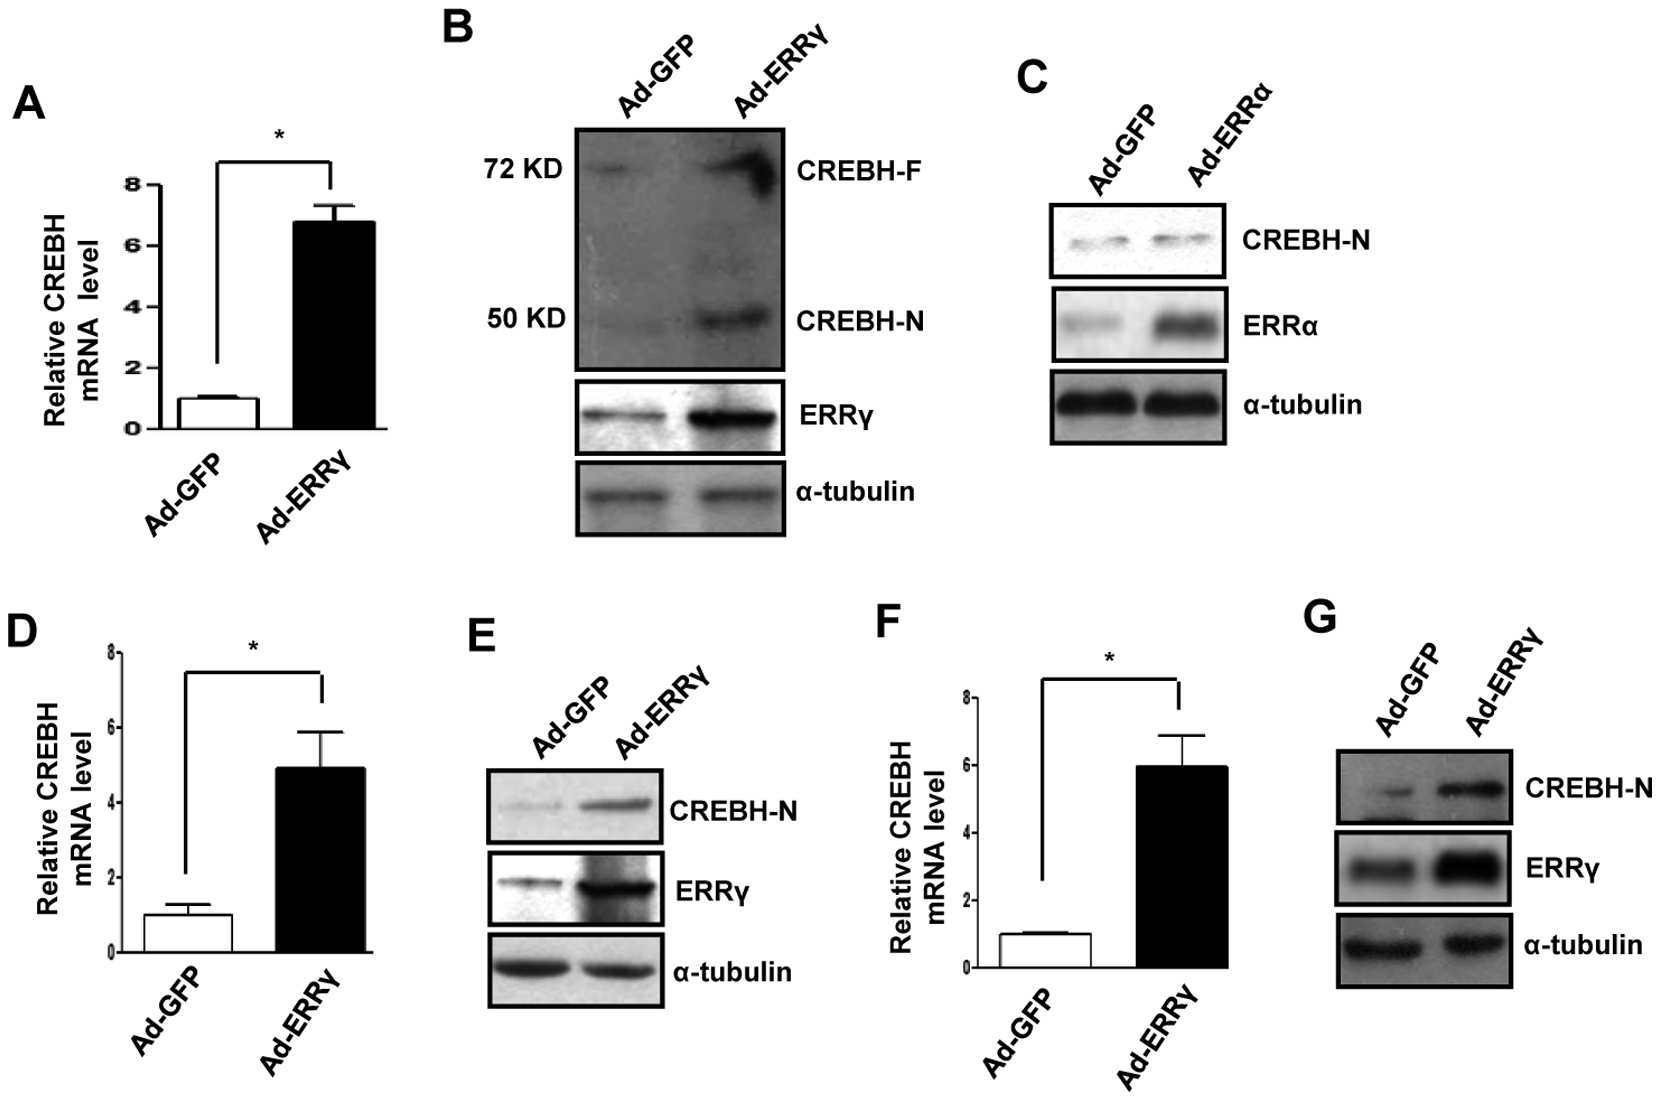 A
*
Relative CREBH
mRNA level
8
6
4
2
0
Ad-GFP
Ad-ERRγ
B
Ad-GFP
Ad-ERRγ
72 KD
CREBH-F
50 KD
CREBH-N
ERRγ
α-tubulin
C
Ad-GFP
Ad-ERRα
CREBH-N
ERRα
α-tubulin
D
*
Relative CREBH
mRNA level
8
6
4
2
0
Ad-GFP
Ad-ERRγ
E
Ad-GFP
Ad-ERRγ
CREBH-N
ERRγ
α-tubulin
F
*
Relative CREBH
mRNA level
8
6
4
2
0
Ad-GFP
Ad-ERRγ
G
Ad-GFP
Ad-ERRγ
CREBH-N
ERRγ
α-tubulin